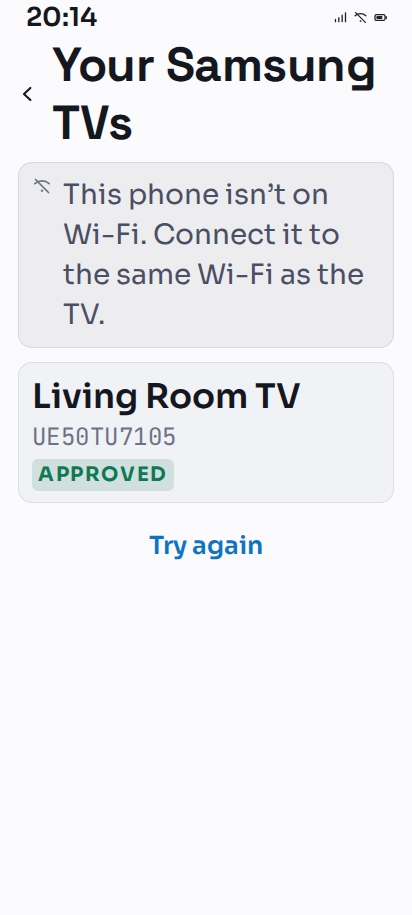 20:14
Your Samsung
TVs
This phone isn’t on
Wi-Fi. Connect it to
the same Wi-Fi as the
TV.
Living Room TV
UE50TU7105
APPROVED
Try again